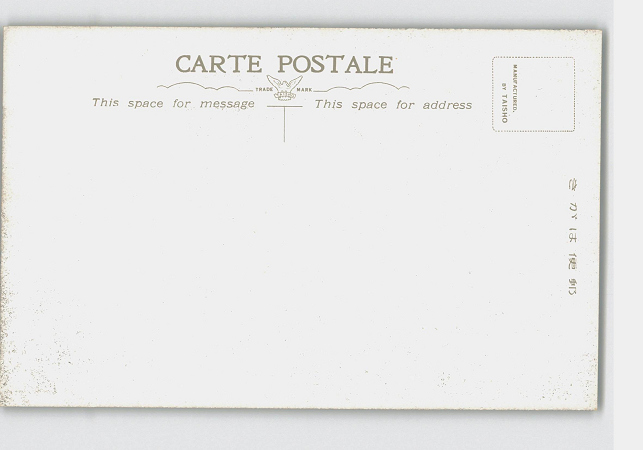 CARTE POSTALE
TRADE MARK
This space for message
This space for address
MANUFACTURED.
BY TAISHO
きがは便郵